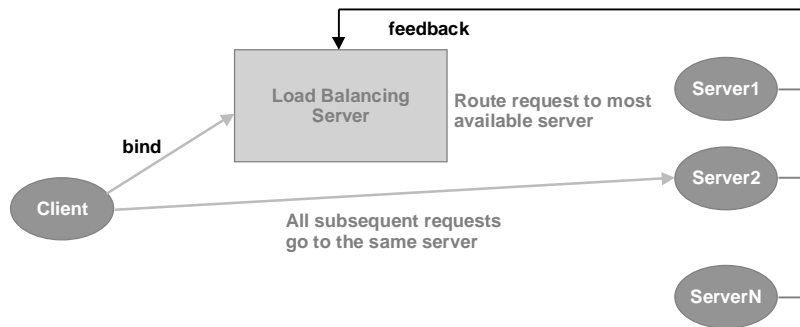 feedback
Load Balancing
Server
Route request to most
available server
Server1
bind
Server2
Client
All subsequent requests
go to the same server
ServerN